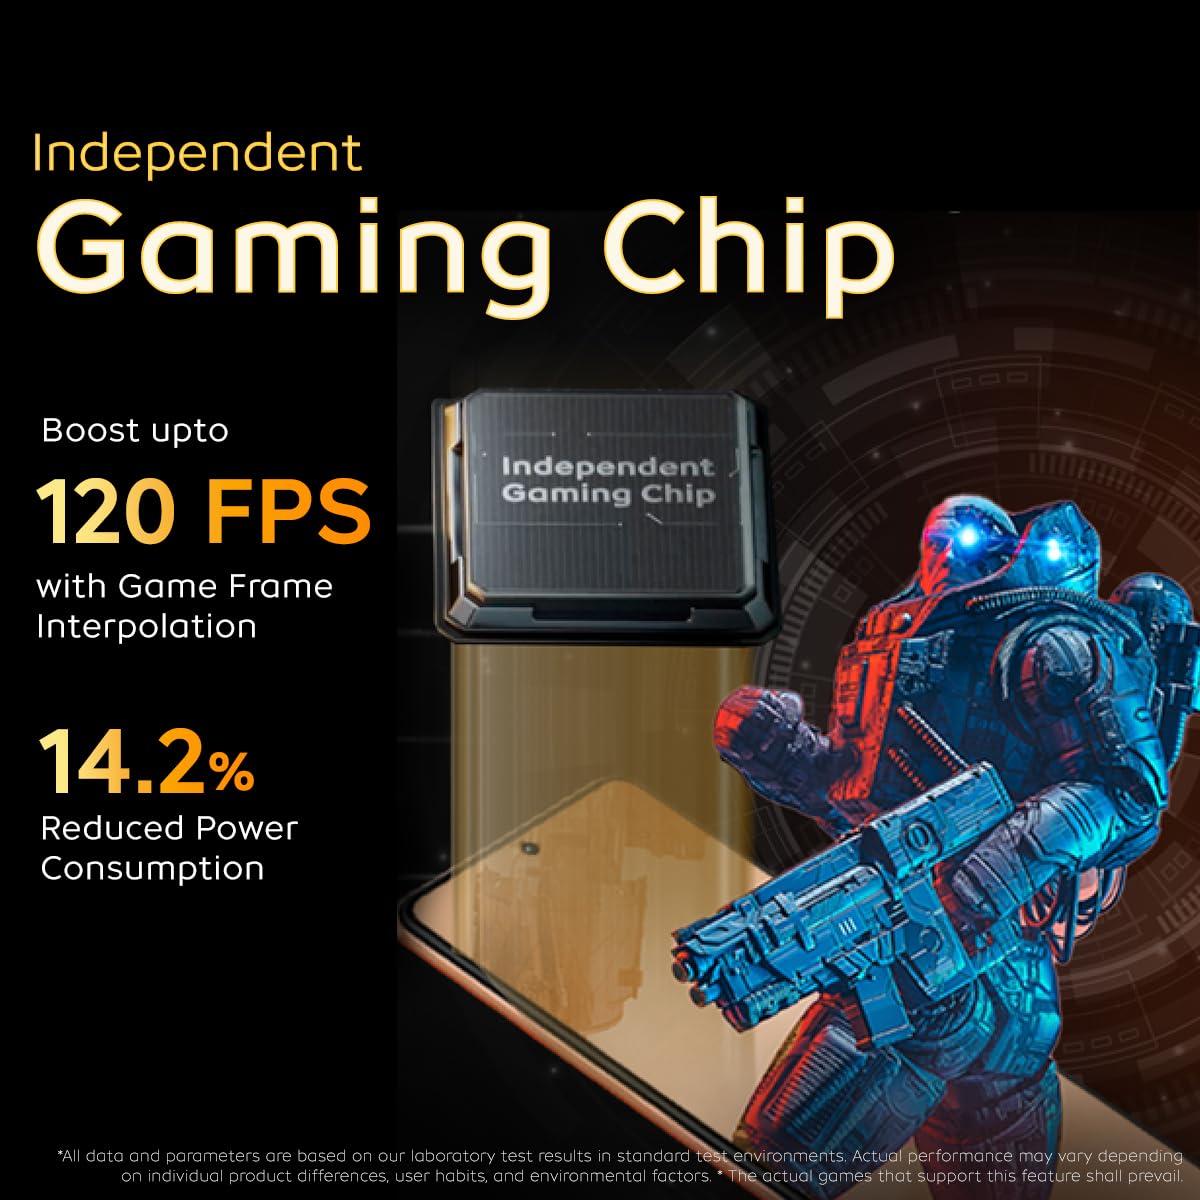 Independent
Gaming Chip
Boost upto
120 FPS
with Game Frame
Interpolation
14.2%
Reduced Power
Consumption
Independent
Gaming Chip
*All data and parameters are based on our laboratory test results in standard test environments. Actual performance may vary depending
on individual product differences, user habits, and environmental factors. * The actual games that support this feature shall prevail.